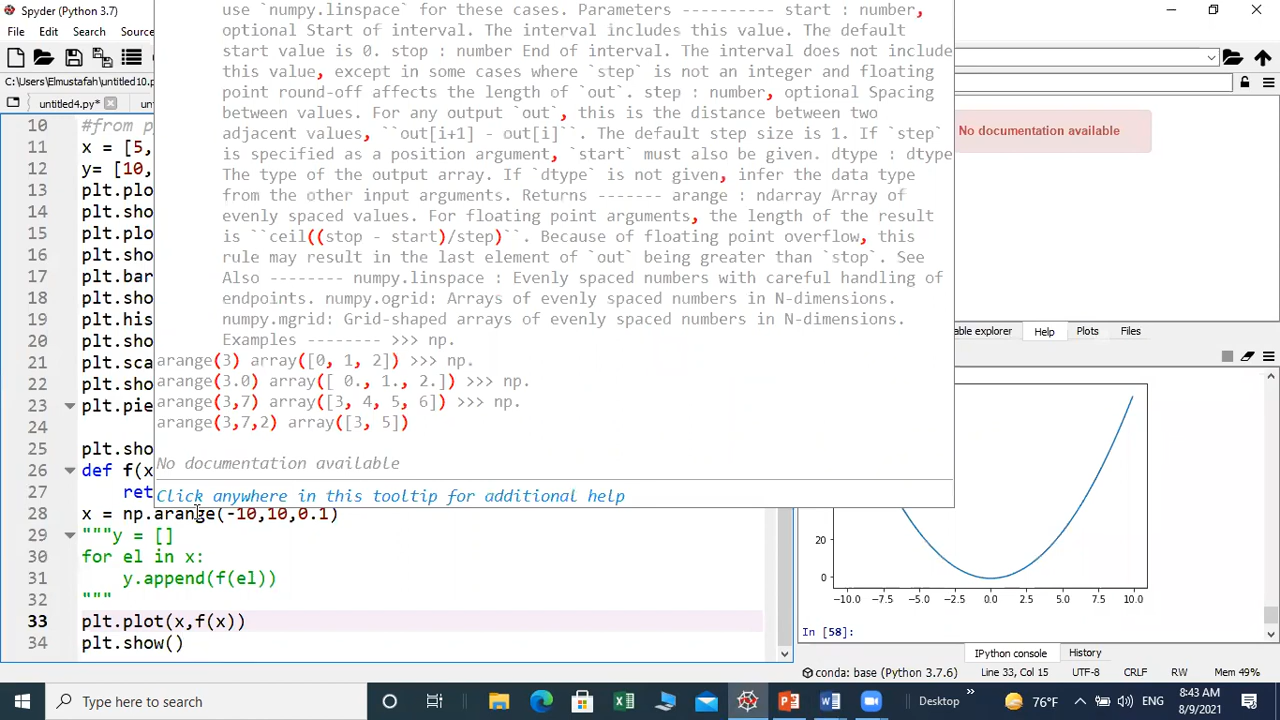 Spyder (Python 3.7)
use `numpy.linspace` for these cases. Parameters ---------- start : number,
File Edit Search Source
optional Start of interval. The interval includes this value. The default
start value is 0. stop : number End of interval. The interval does not include
this value, except in some cases where `step` is not an integer and floating
C:\Users\Elmustafah\untitled10.p
point round-off affects the length of `out`. step : number, optional Spacing
untitled4.py*
between values. For any output `out`, this is the distance between two
adjacent values, ``out[i+1] - out[i]``. The default step size is 1. If `step`
is specified as a position argument, `start` must also be given. dtype : dtype
The type of the output array. If `dtype` is not given, infer the data type
from the other input arguments. Returns ------- arange : ndarray Array of
evenly spaced values. For floating point arguments, the length of the result
is ``ceil((stop - start)/step)``. Because of floating point overflow, this
rule may result in the last element of `out` being greater than `stop`. See
Also -------- numpy.linspace : Evenly spaced numbers with careful handling of
endpoints. numpy.ogrid: Arrays of evenly spaced numbers in N-dimensions.
numpy.mgrid: Grid-shaped arrays of evenly spaced numbers in N-dimensions.
Examples -------- >>> np.
arange(3) array([0, 1, 2]) >>> np.
arange(3.0) array([ 0., 1., 2.]) >>> np.
arange(3,7) array([3, 4, 5, 6]) >>> np.
arange(3,7,2) array([3, 5])
No documentation available
Click anywhere in this tooltip for additional help
10 #from p
11 x = [5,
12 y= [10,
13 plt.plo
14 plt.sho
15 plt.plo
16 plt.sho
17 plt.bar
18 plt.sho
19 plt.his
20 plt.sho
21 plt.sca
22 plt.sho
23 plt.pie
24
25 plt.sho
26 def f(x
27 ret
28 x = np.arange(-10,10,0.1)
29 """y = []
30 for el in x:
31 y.append(f(el))
32 """
33 plt.plot(x,f(x))
34 plt.show()
No documentation available
able explorer Help Plots Files
20
0
-10.0 -7.5 -5.0 -2.5 0.0 2.5 5.0 7.5 10.0
In [58]:
IPython console History
conda: base (Python 3.7.6) Line 33, Col 15 UTF-8 CRLF RW Mem 49%
Type here to search
Desktop
76°F
ENG
8:43 AM
8/9/2021